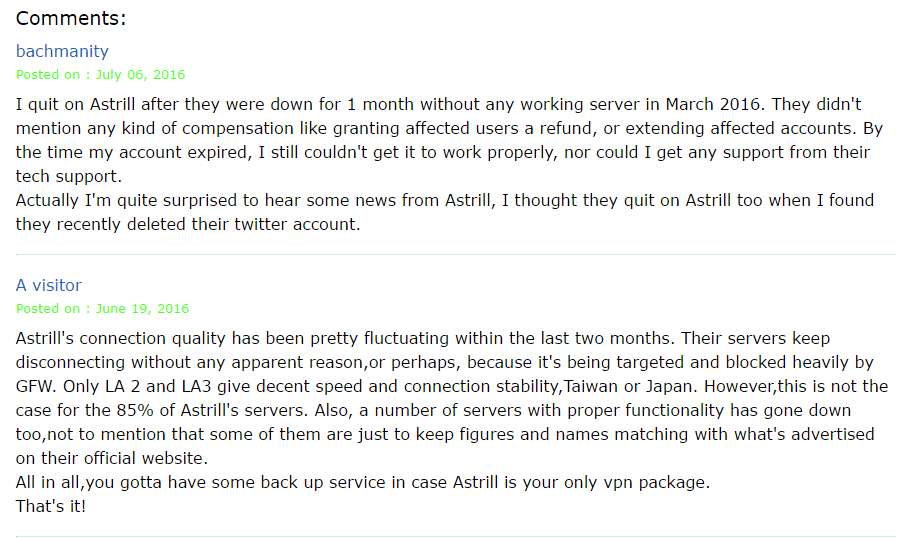 Comments:
bachmanity
Posted on : July 06, 2016
I quit on Astrill after they were down for 1 month without any working server in March 2016. They didn't
mention any kind of compensation like granting affected users a refund, or extending affected accounts. By
the time my account expired, I still couldn't get it to work properly, nor could I get any support from their
tech support.
Actually I'm quite surprised to hear some news from Astrill, I thought they quit on Astrill too when I found
they recently deleted their twitter account.
A visitor
Posted on : June 19, 2016
Astrill's connection quality has been pretty fluctuating within the last two months. Their servers keep
disconnecting without any apparent reason,or perhaps, because it's being targeted and blocked heavily by
GFW. Only LA 2 and LA3 give decent speed and connection stability,Taiwan or Japan. However,this is not the
case for the 85% of Astrill's servers. Also, a number of servers with proper functionality has gone down
too,not to mention that some of them are just to keep figures and names matching with what's advertised
on their official website.
All in all,you gotta have some back up service in case Astrill is your only vpn package.
That's it!